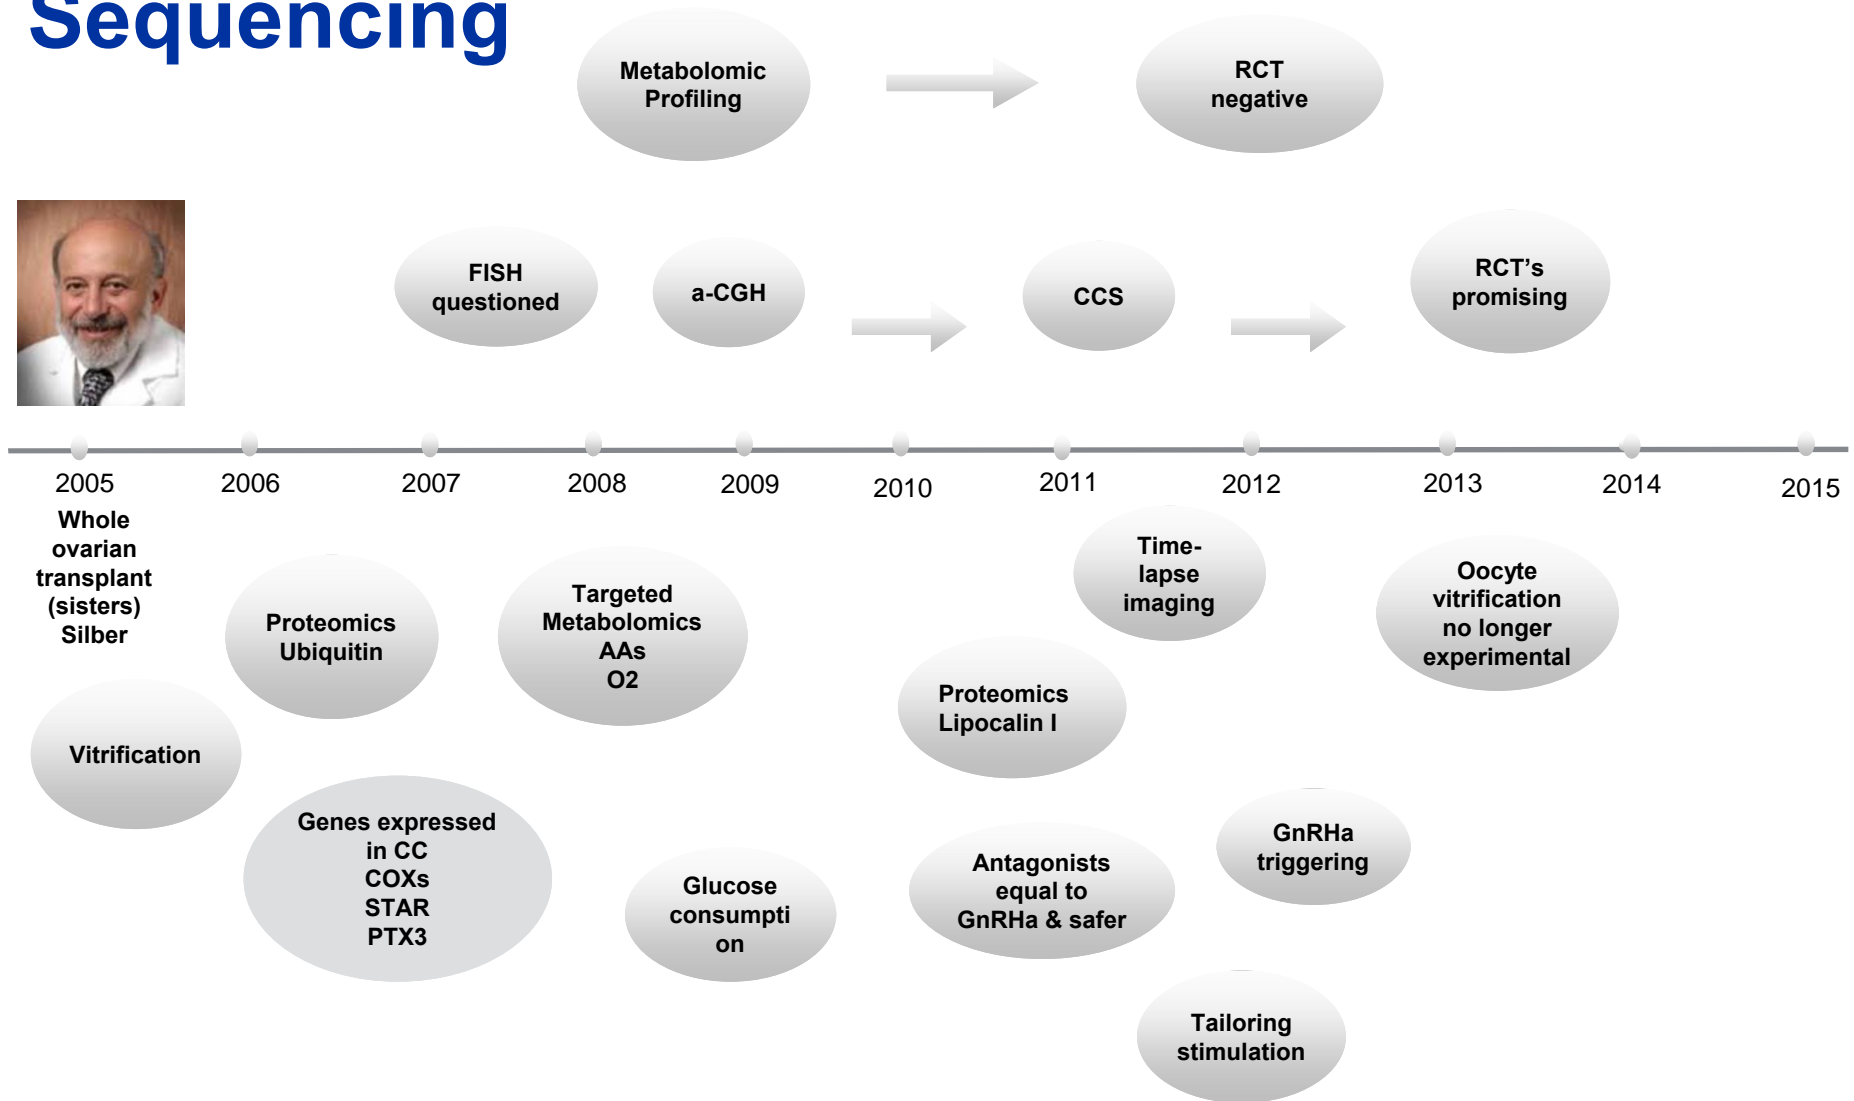 Sequencing
Metabolomic
Profiling
RCT
negative
FISH
questioned
a-CGH
CCS
RCT’s
promising
2005
2006
2007
2008
2009
2010
2011
2012
2013
2014
2015
Whole
ovarian
transplant
(sisters)
Silber
Vitrification
Proteomics
Ubiquitin
Genes expressed
in CC
COXs
STAR
PTX3
Targeted
Metabolomics
AAs
O2
Glucose
consumpti
on
Proteomics
Lipocalin I
Antagonists
equal to
GnRHa & safer
Time-
lapse
imaging
GnRHa
triggering
Tailoring
stimulation
Oocyte
vitrification
no longer
experimental